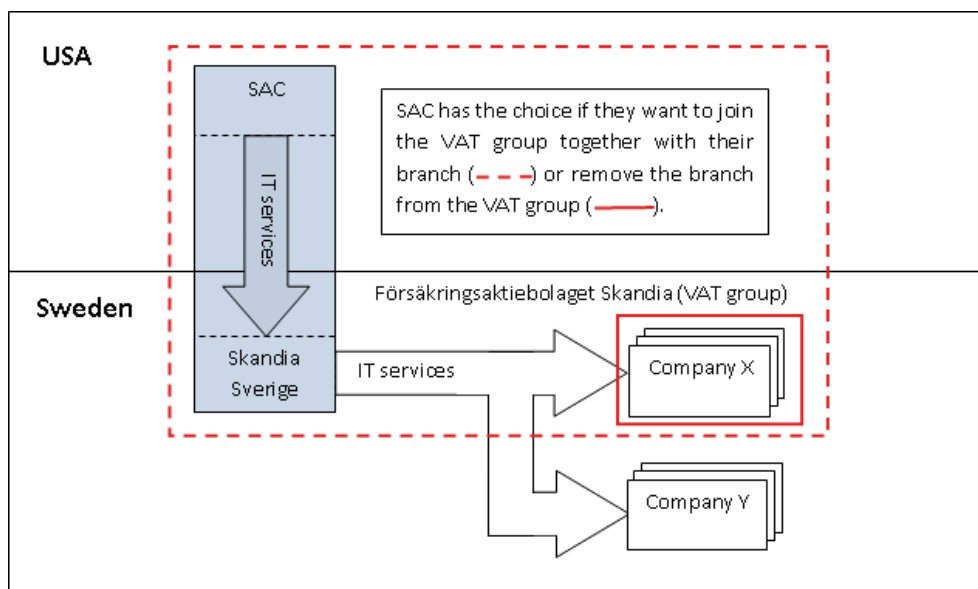 USA
SAC
SAC has the choice if they want to join
the VAT group together with their
branch (_ _ _) or remove the branch
from the VAT group (_____).
IT services
Sweden
Försäkringsaktiebolaget Skandia (VAT group)
Skandia
Sverige
IT services
Company X
Company Y